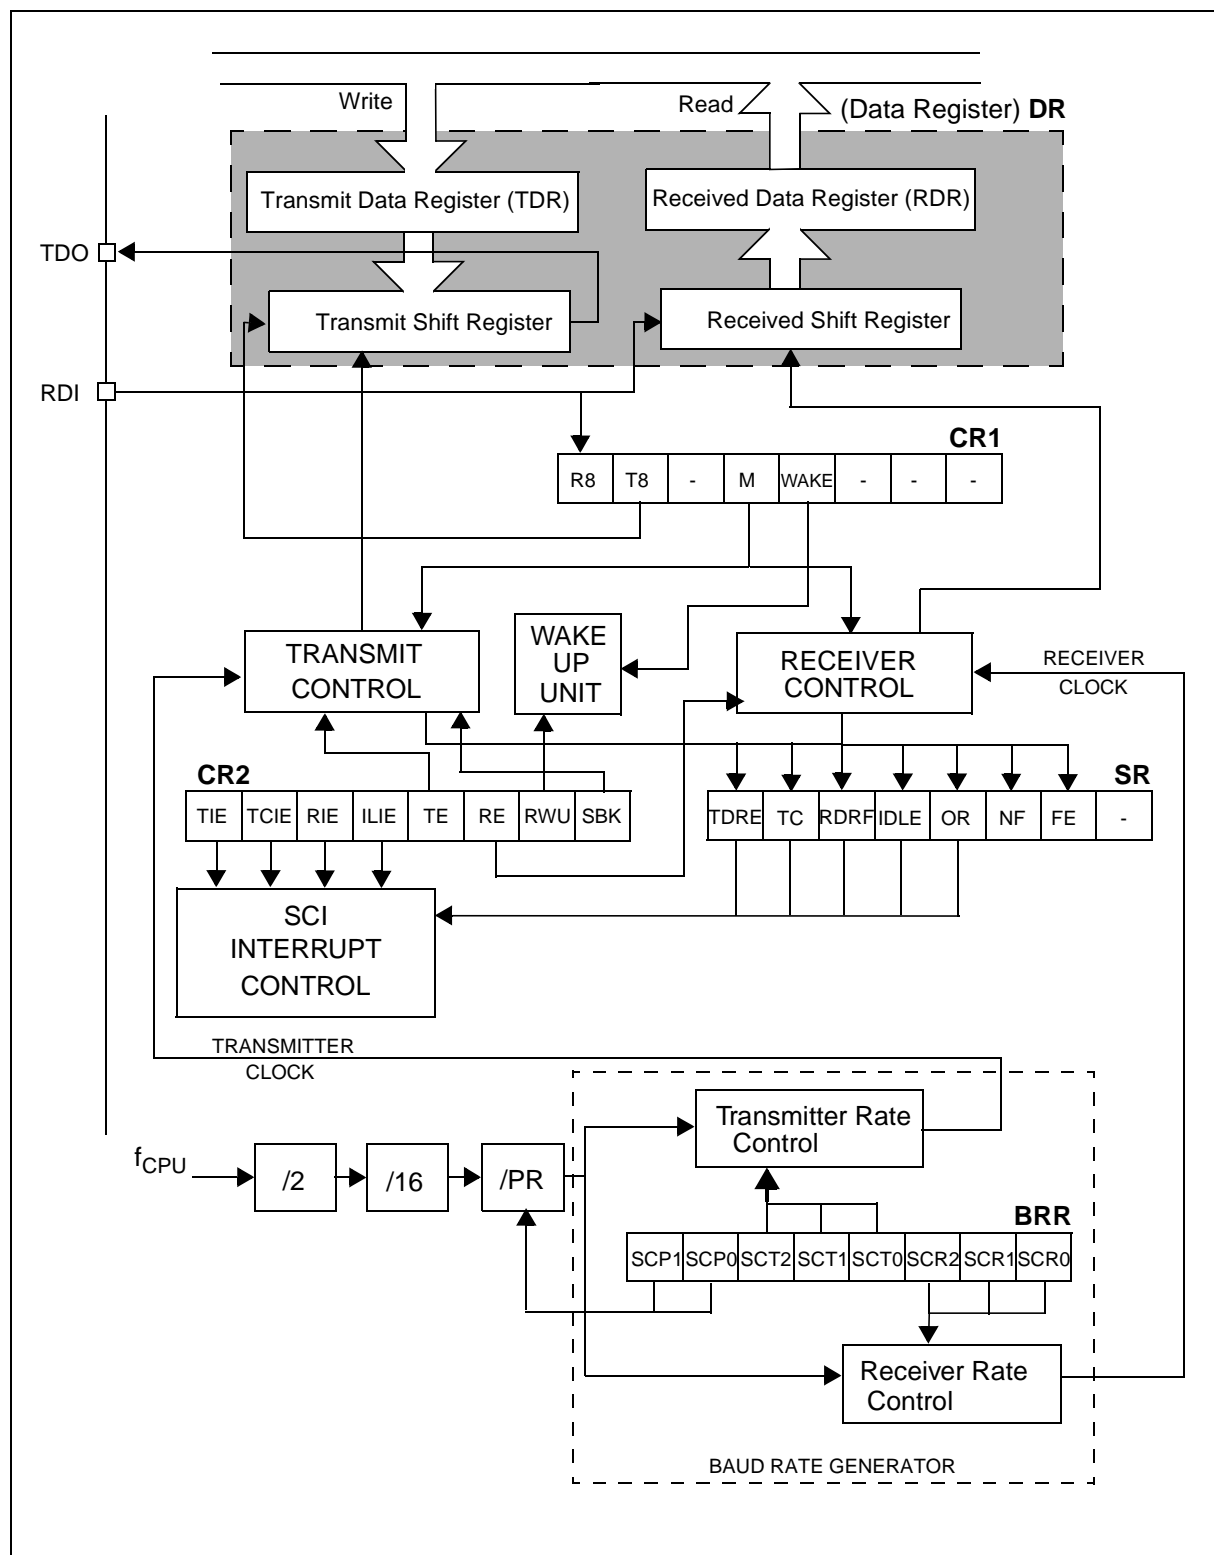 Write
Read
(Data Register) DR
Transmit Data Register (TDR)
Received Data Register (RDR)
TDO
Transmit Shift Register
Received Shift Register
RDI
CR1
R8 T8 - M WAKE - - -
TRANSMIT
CONTROL
WAKE
UP
UNIT
RECEIVER
CONTROL
RECEIVER
CLOCK
CR2
SR
TIE TCIE RIE ILIE TE RE RWU SBK
TDRE TC RDRF IDLE OR NF FE -
SCI
INTERRUPT
CONTROL
TRANSMITTER
CLOCK
Transmitter Rate
Control
fCPU
/2
/16
/PR
BRR
SCP1 SCP0 SCT2 SCT1 SCT0 SCR2 SCR1 SCR0
Receiver Rate
Control
BAUD RATE GENERATOR